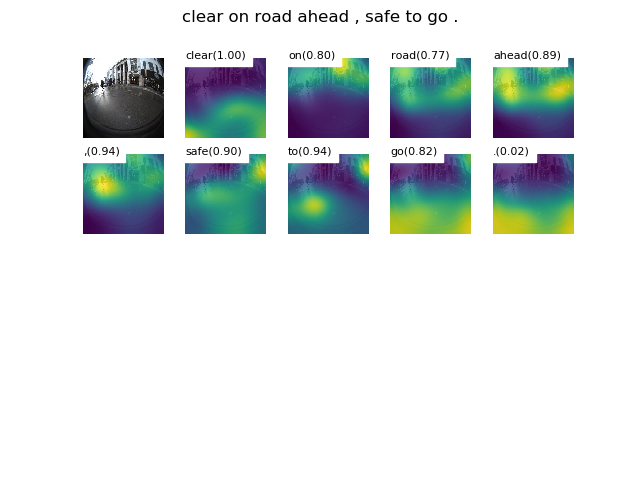 clear on road ahead , safe to go .
clear(1.00) on(0.80) road(0.77) ahead(0.89)
,(0.94) safe(0.90) to(0.94) go(0.82) .(0.02)